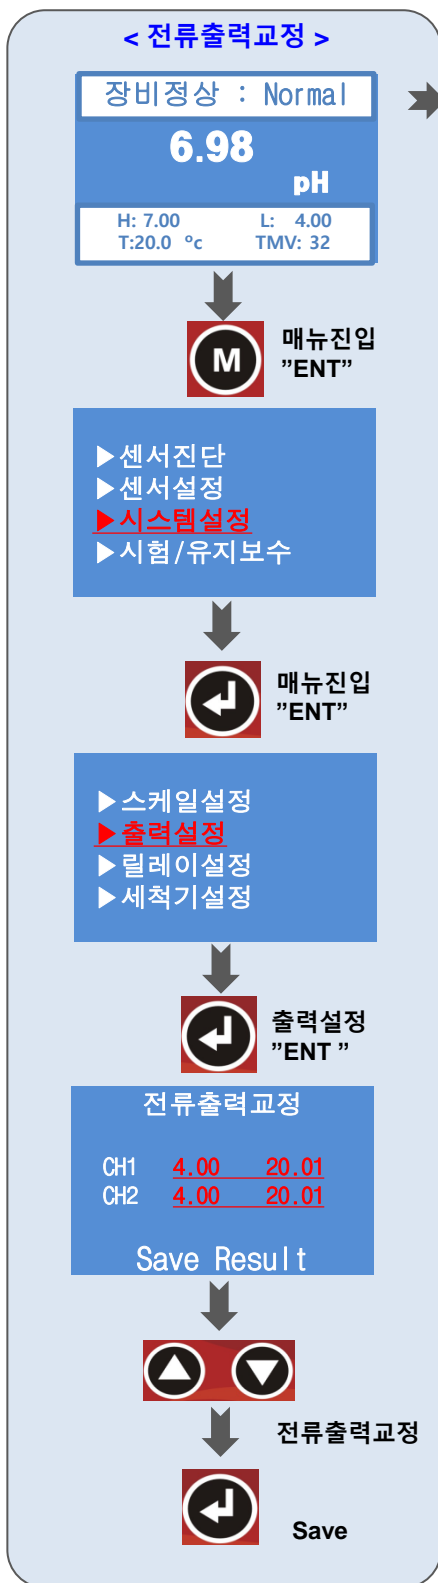 < 전류출력교정 >
장비정상 : Normal
6.98
pH
H: 7.00 L: 4.00
T:20.0 ºc TMV: 32
M
매뉴진입
”ENT”
▶센서진단
▶센서설정
▶시스템설정
▶시험/유지보수
매뉴진입
”ENT”
▶스케일설정
▶출력설정
▶릴레이설정
▶세척기설정
출력설정
”ENT ”
전류출력교정
CH1 4.00 20.01
CH2 4.00 20.01
Save Result
전류출력교정
Save